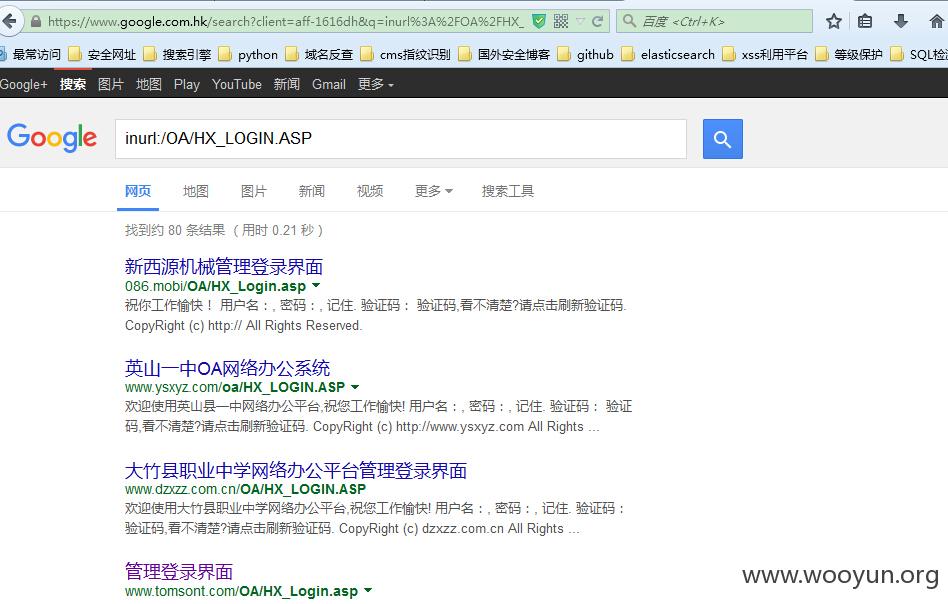 https://www.google.com.hk/search?client=aff-1616dh&q=inurl%3A%2FOA%2FHX_
百度 <Ctrl+K>
最常访问 安全网址 搜索引擎 python 域名反查 cms指纹识别 国外安全博客 github elasticsearch xss利用平台 等级保护 SQL检测
Google+ 搜索 图片 地图 Play YouTube 新闻 Gmail 更多
Google
inurl:/OA/HX_LOGIN.ASP
网页 地图 图片 新闻 视频 更多 搜索工具
找到约 80 条结果 (用时 0.21 秒)
新西源机械管理登录界面
086.mobi/OA/HX_Login.asp
祝你工作愉快! 用户名:, 密码:, 记住. 验证码: 验证码,看不清楚?请点击刷新验证码.
CopyRight (c) http:// All Rights Reserved.
英山一中OA网络办公系统
www.ysxyz.com/oa/HX_LOGIN.ASP
欢迎使用英山县一中网络办公平台,祝您工作愉快! 用户名:, 密码:, 记住. 验证码: 验证
码,看不清楚?请点击刷新验证码. CopyRight (c) http://www.ysxyz.com All Rights ...
大竹县职业中学网络办公平台管理登录界面
www.dzxzz.com.cn/OA/HX_LOGIN.ASP
欢迎使用大竹县职业中学网络办公平台,祝您工作愉快! 用户名:, 密码:, 记住. 验证码:
验证码,看不清楚?请点击刷新验证码. CopyRight (c) dzxzz.com.cn All Rights ...
管理登录界面
www.tomsont.com/OA/HX_Login.asp
www.wooyun.org